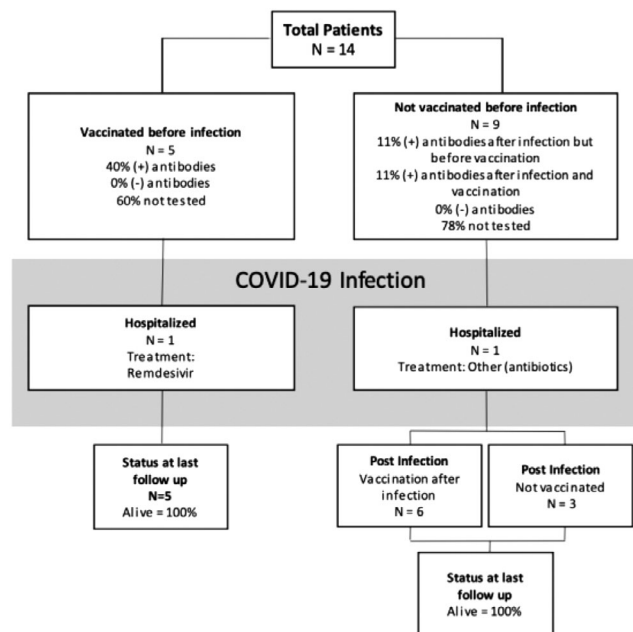 Total Patients
N = 14
Vaccinated before infection
N = 5
40% (+) antibodies
0% (-) antibodies
60% not tested
Not vaccinated before infection
N = 9
11% (+) antibodies after infection but
before vaccination
11% (+) antibodies after infection and
vaccination
0% (-) antibodies
78% not tested
COVID-19 Infection
Hospitalized
N = 1
Treatment:
Remdesivir
Hospitalized
N = 1
Treatment: Other (antibiotics)
Status at last
follow up
N=5
Alive = 100%
Post Infection
Vaccination after
infection
N = 6
Post Infection
Not vaccinated
N = 3
Status at last
follow up
Alive = 100%